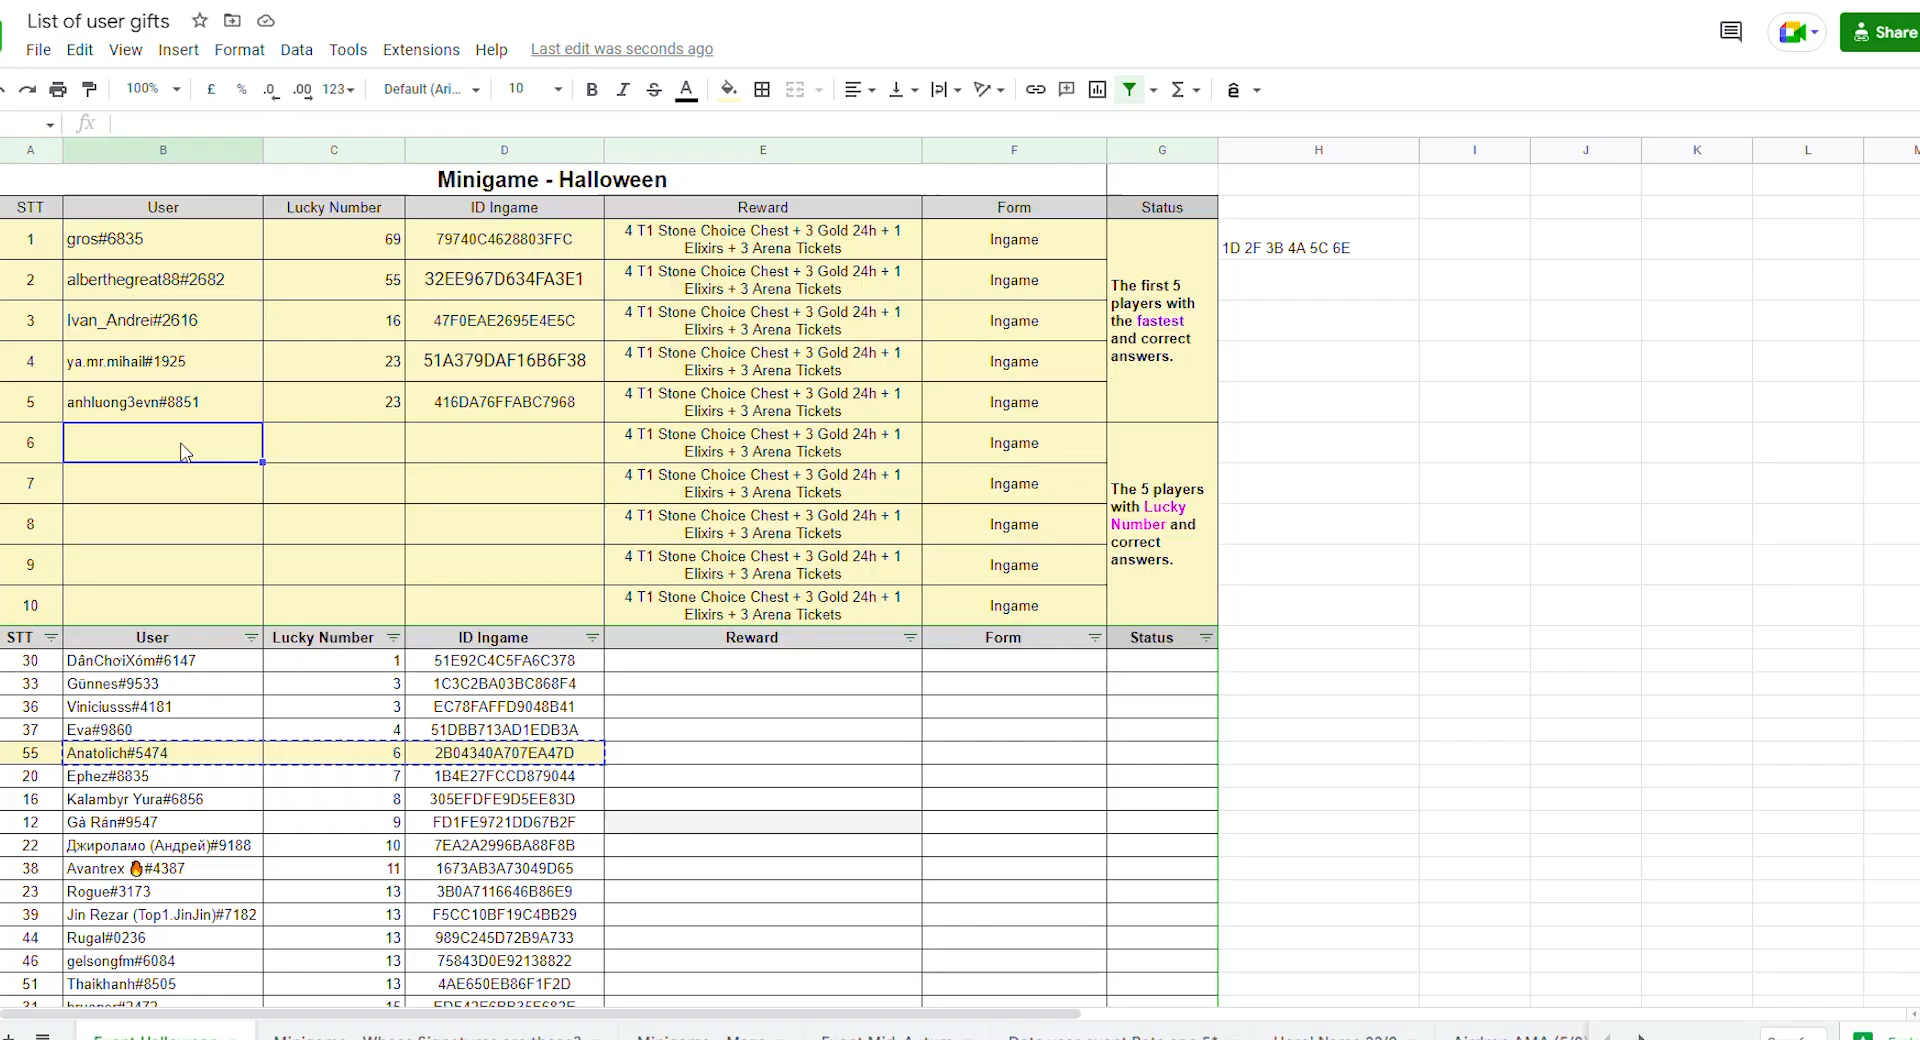 List of user gifts
File Edit View Insert Format Data Tools Extensions Help Last edit was seconds ago
Share
100% £ % .0 .00 123 Default (Ari... 10 B I S A
fx
A B C D E F G H I J K L
Minigame - Halloween
STT User Lucky Number ID Ingame Reward Form Status
1 gros#6835 69 79740C4628803FFC 4 T1 Stone Choice Chest + 3 Gold 24h + 1 Elixirs + 3 Arena Tickets Ingame
1D 2F 3B 4A 5C 6E
2 alberthegreat88#2682 55 32EE967D634FA3E1 4 T1 Stone Choice Chest + 3 Gold 24h + 1 Elixirs + 3 Arena Tickets Ingame
3 Ivan_Andrei#2616 16 47F0EAE2695E4E5C 4 T1 Stone Choice Chest + 3 Gold 24h + 1 Elixirs + 3 Arena Tickets Ingame
4 ya.mr.mihail#1925 23 51A379DAF16B6F38 4 T1 Stone Choice Chest + 3 Gold 24h + 1 Elixirs + 3 Arena Tickets Ingame
5 anhluong3evn#8851 23 416DA76FFABC7968 4 T1 Stone Choice Chest + 3 Gold 24h + 1 Elixirs + 3 Arena Tickets Ingame
The first 5
players with
the fastest
and correct
answers.
6 4 T1 Stone Choice Chest + 3 Gold 24h + 1 Elixirs + 3 Arena Tickets Ingame
7 4 T1 Stone Choice Chest + 3 Gold 24h + 1 Elixirs + 3 Arena Tickets Ingame
8 4 T1 Stone Choice Chest + 3 Gold 24h + 1 Elixirs + 3 Arena Tickets Ingame
9 4 T1 Stone Choice Chest + 3 Gold 24h + 1 Elixirs + 3 Arena Tickets Ingame
10 4 T1 Stone Choice Chest + 3 Gold 24h + 1 Elixirs + 3 Arena Tickets Ingame
The 5 players
with Lucky
Number and
correct
answers.
STT User Lucky Number ID Ingame Reward Form Status
30 DânChơiXóm#6147 1 51E92C4C5FA6C378
33 Günnes#9533 3 1C3C2BA03BC868F4
36 Viniciusss#4181 3 EC78FAFFD9048B41
37 Eva#9860 4 51DBB713AD1EDB3A
55 Anatolich#5474 6 2B04340A707EA47D
20 Ephez#8835 7 1B4E27FCCD879044
16 Kalambyr Yura#6856 8 305EFDFE9D5EE83D
12 Gà Rán#9547 9 FD1FE9721DD67B2F
22 Джироламо (Андрей)#9188 10 7EA2A2996BA88F8B
38 Avantrex 🔥#4387 11 1673AB3A73049D65
23 Rogue#3173 13 3B0A7116646B86E9
39 Jin Rezar (Top1.JinJin)#7182 13 F5CC10BF19C4BB29
44 Rugal#0236 13 989C245D72B9A733
46 gelsongfm#6084 13 75843D0E92138822
51 Thaikhanh#8505 13 4AE650EB86F1F2D